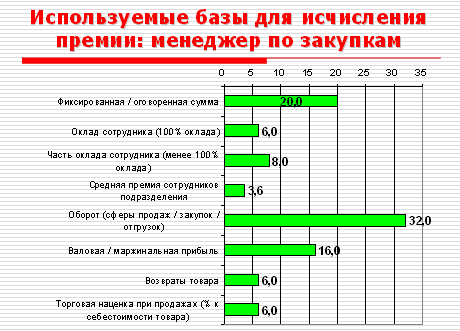 Используемые базы для исчисления
премии: менеджер по закупкам
0 5 10 15 20 25 30 35
Фиксированная / оговоренная сумма 20,0
Оклад сотрудника (100% оклада) 6,0
Часть оклада сотрудника (менее 100%
оклада) 8,0
Средняя премия сотрудников
подразделения 3,6
Оборот (сферы продаж / закупок /
отгрузок) 32,0
Валовая / маржинальная прибыль 16,0
Возвраты товара 6,0
Торговая наценка при продажах (% к
себестоимости товара) 6,0